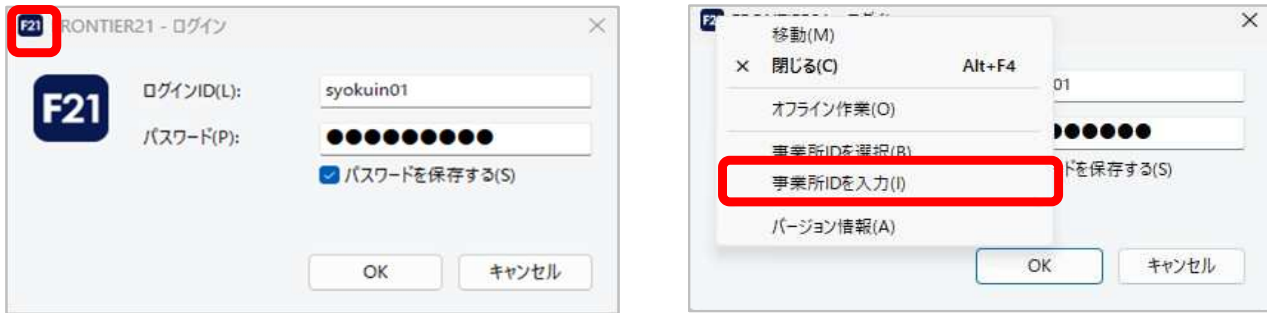 F21 RONTIER21 - ログイン
F21
ログインID(L):
syokuin01
パスワード(P):
●●●●●●●●●
パスワードを保存する(S)
OK
キャンセル
移動(M)
閉じる(C)
Alt+F4
オフライン作業(O)
事業所IDを選択(B)
事業所IDを入力(I)
バージョン情報(A)
01
●●●●●●
ドを保存する(S)
OK
キャンセル